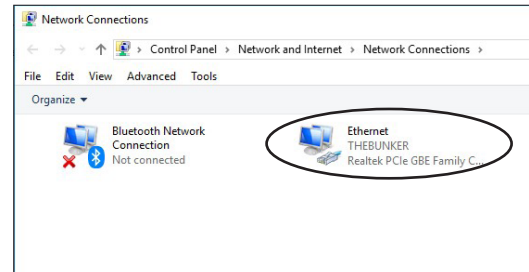 Network Connections
Control Panel > Network and Internet > Network Connections >
File Edit View Advanced Tools
Organize
Bluetooth Network
Connection
Not connected
Ethernet
THEBUNKER
Realtek PCIe GBE Family C...